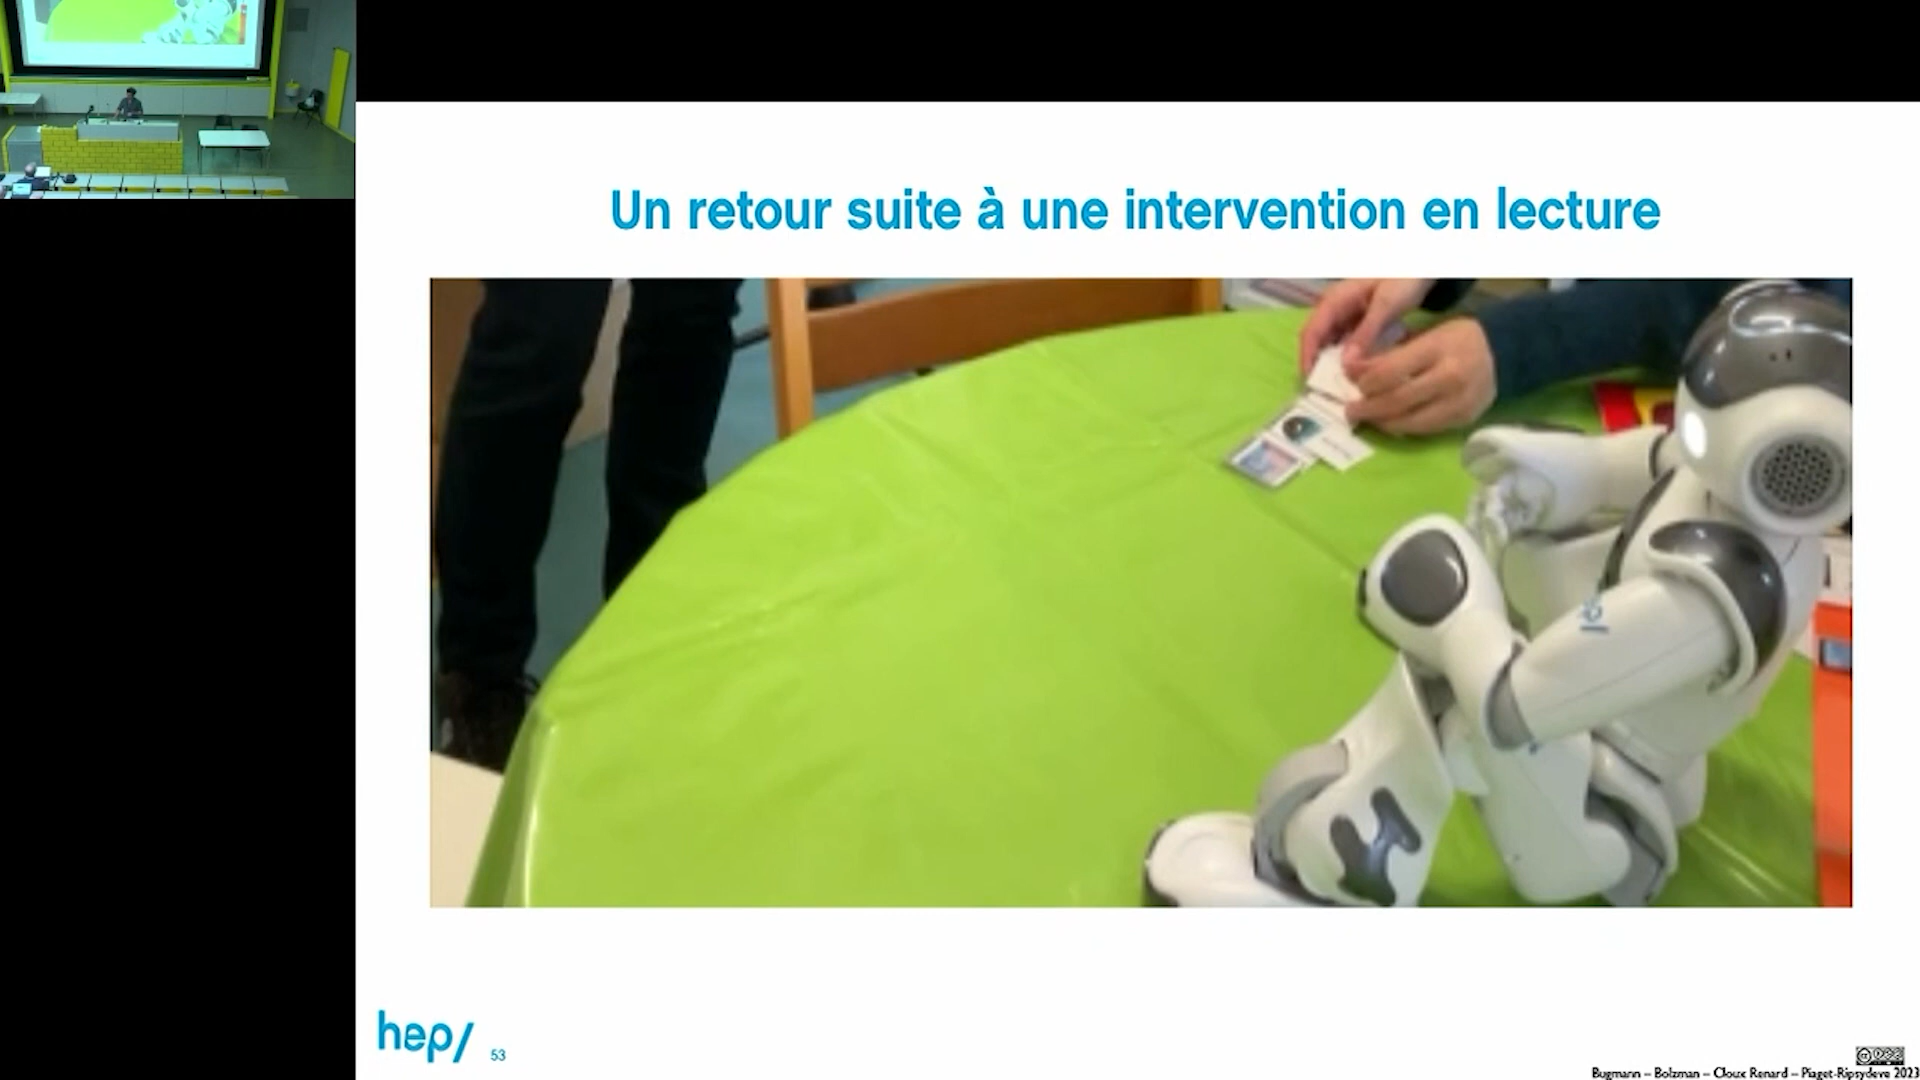 Un retour suite à une intervention en lecture
hep/
53
Bugmann – Bolzman – Cloux Renard – Piaget-Ripsydeve 2023